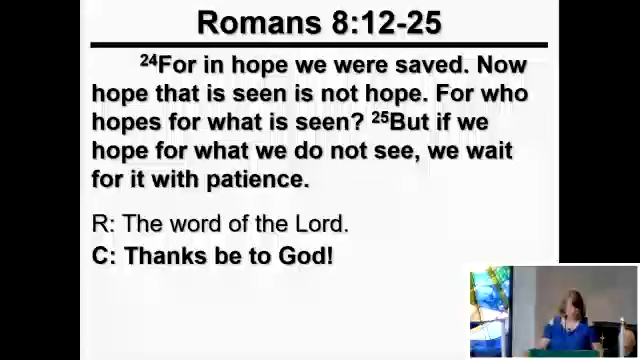 Romans 8:12-25
24For in hope we were saved. Now
hope that is seen is not hope. For who
hopes for what is seen? 25But if we
hope for what we do not see, we wait
for it with patience.
R: The word of the Lord.
C: Thanks be to God!